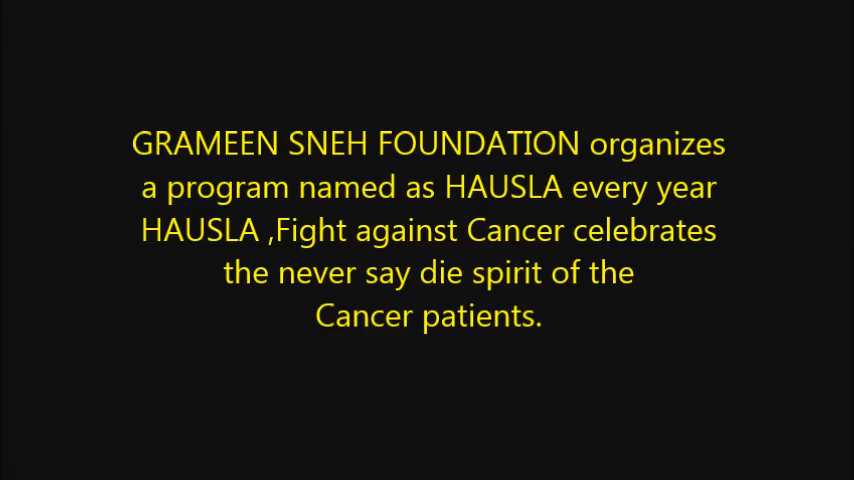 GRAMEEN SNEH FOUNDATION organizes
a program named as HAUSLA every year
HAUSLA ,Fight against Cancer celebrates
the never say die spirit of the
Cancer patients.